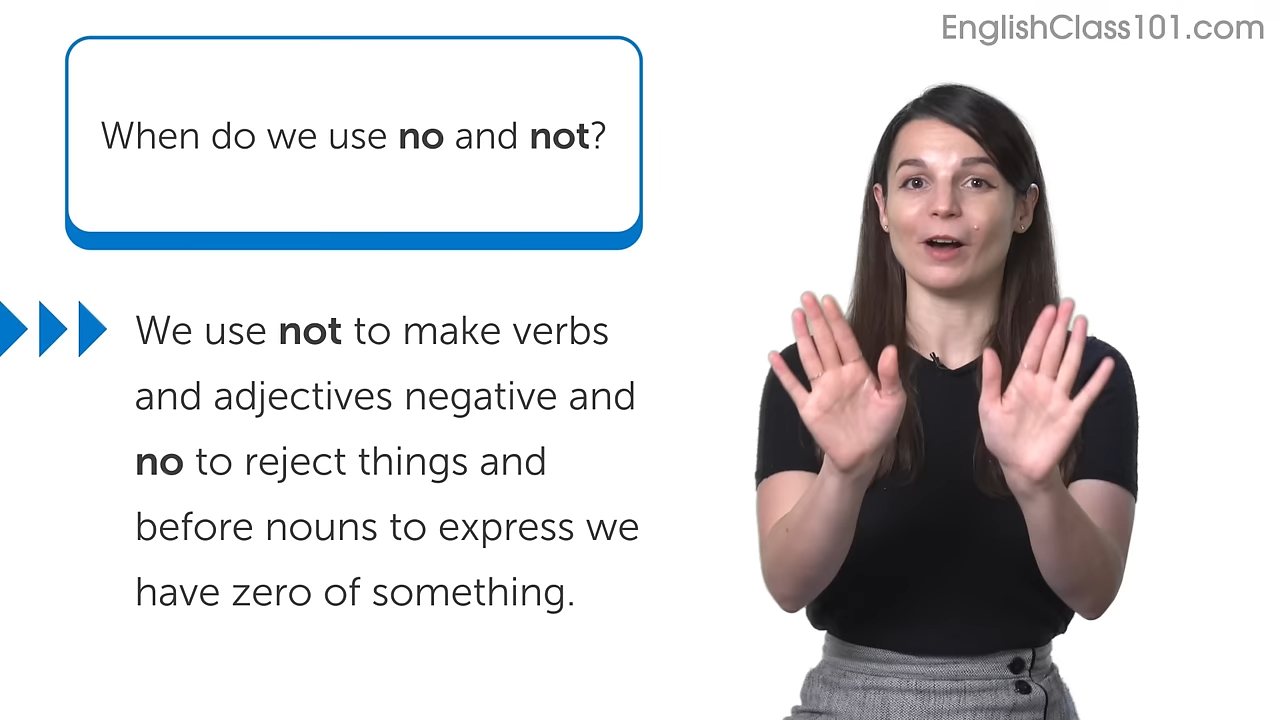 EnglishClass101.com
When do we use no and not?
We use not to make verbs
and adjectives negative and
no to reject things and
before nouns to express we
have zero of something.